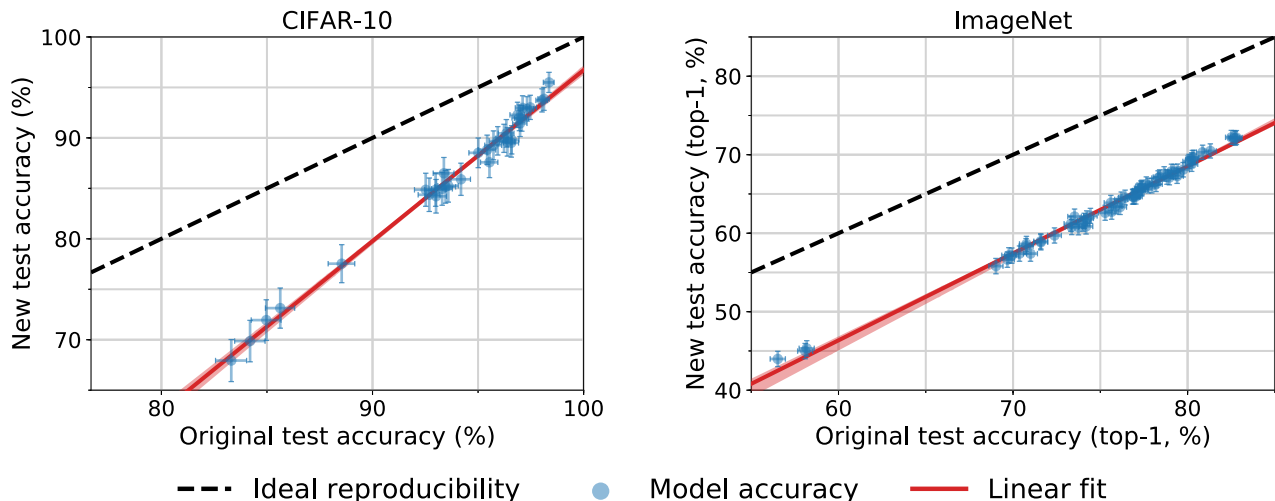 CIFAR-10
New test accuracy (%)
100
90
80
70
80
90
100
Original test accuracy (%)
ImageNet
New test accuracy (top-1, %)
80
70
60
50
40
60
70
80
Original test accuracy (top-1, %)
Ideal reproducibility
Model accuracy
Linear fit